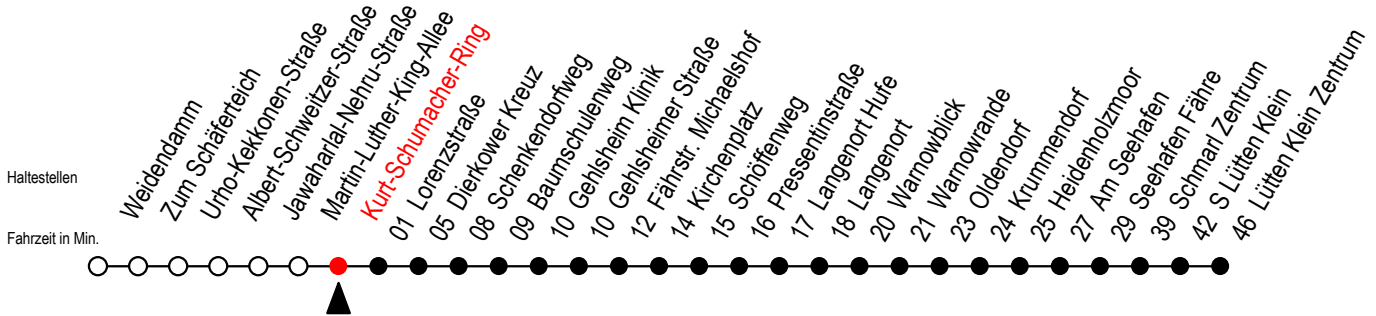 Haltestellen
Fahrzeit in Min.
Weidendamm
Zum Schäferteich
Urho-Kekkonen-Straße
Albert-Schweitzer-Straße
Jawaharlal-Nehru-Straße
Martin-Luther-King-Allee
Kurt-Schumacher-Ring
01 Lorenzstraße
05 Dierkower Kreuz
08 Schenkendorfweg
09 Baumschulenweg
10 Gehlsheim Klinik
10 Gehlsheimer Straße
12 Fährstr. Michaelshof
14 Kirchenplatz
15 Schöffenweg
16 Pressentinstraße
17 Langenort Hufe
18 Langenort
20 Warnowblick
21 Warnowrande
23 Oldendorf
24 Krummendorf
25 Heidenholzmoor
27 Am Seehafen
29 Seehafen Fähre
39 Schmarl Zentrum
42 S Lütten Klein
46 Lütten Klein Zentrum